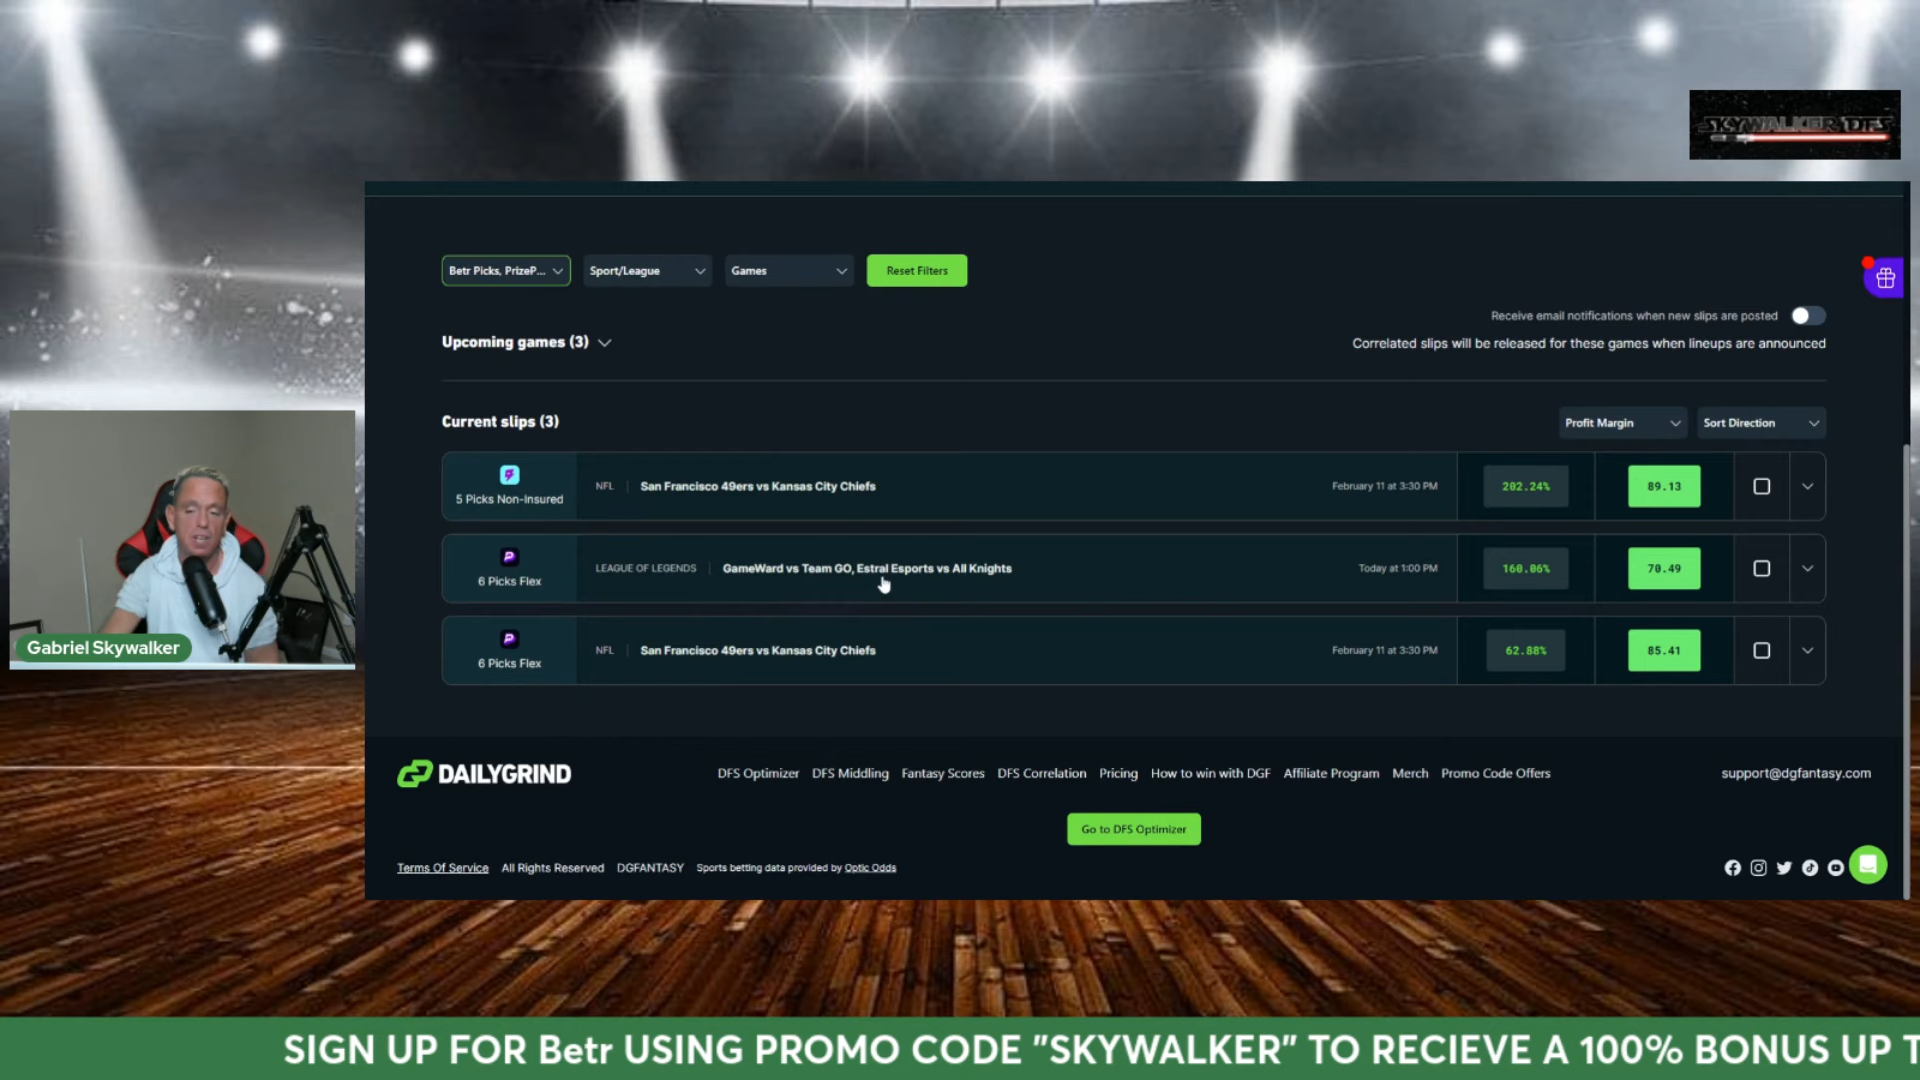 SKYWALKER DFS
Betr Picks, PrizeP...
Sport/League
Games
Reset Filters
Receive email notifications when new slips are posted
Upcoming games (3)
Correlated slips will be released for these games when lineups are announced
Current slips (3)
Profit Margin
Sort Direction
5 Picks Non-Insured
NFL
San Francisco 49ers vs Kansas City Chiefs
February 11 at 3:30 PM
202.24%
89.13
6 Picks Flex
LEAGUE OF LEGENDS
GameWard vs Team GO, Estral Esports vs All Knights
Today at 1:00 PM
160.06%
70.49
6 Picks Flex
NFL
San Francisco 49ers vs Kansas City Chiefs
February 11 at 3:30 PM
62.88%
85.41
Gabriel Skywalker
DAILYGRIND
DFS Optimizer DFS Middling Fantasy Scores DFS Correlation Pricing How to win with DGF Affiliate Program Merch Promo Code Offers
support@dgfantasy.com
Go to DFS Optimizer
Terms Of Service All Rights Reserved DGFANTASY Sports betting data provided by Optic Odds
SIGN UP FOR Betr USING PROMO CODE "SKYWALKER" TO RECIEVE A 100% BONUS UP T